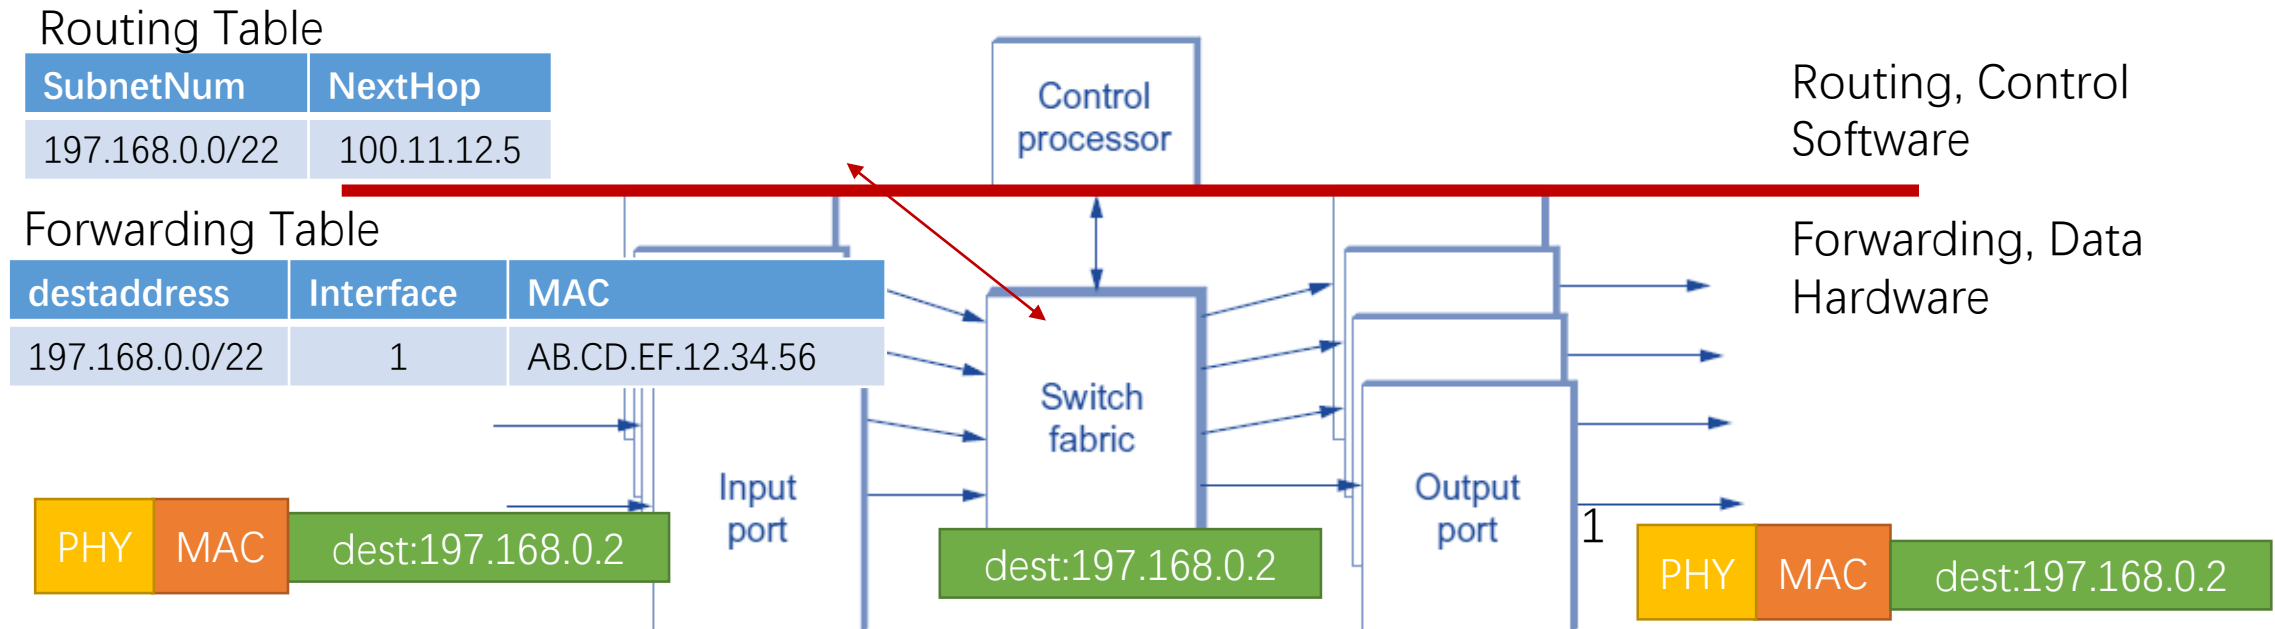 Routing Table
SubnetNum NextHop
197.168.0.0/22 100.11.12.5
Control
processor
Routing, Control
Software
Forwarding Table
destaddress Interface MAC
197.168.0.0/22 1 AB.CD.EF.12.34.56
Forwarding, Data
Hardware
Switch
fabric
Input
port
Output
port
1
PHY MAC dest:197.168.0.2
dest:197.168.0.2
PHY MAC dest:197.168.0.2